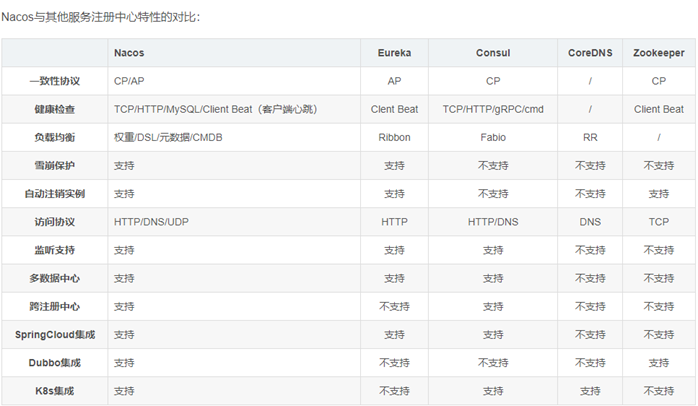 Nacos与其他服务注册中心特性的对比：
Nacos Eureka Consul CoreDNS Zookeeper
一致性协议 CP/AP AP CP / CP
健康检查 TCP/HTTP/MySQL/Client Beat（客户端心跳） Clent Beat TCP/HTTP/gRPC/cmd / Client Beat
负载均衡 权重/DSL/元数据/CMDB Ribbon Fabio RR /
雪崩保护 支持 支持 不支持 不支持 不支持
自动注销实例 支持 支持 不支持 不支持 支持
访问协议 HTTP/DNS/UDP HTTP HTTP/DNS DNS TCP
监听支持 支持 支持 支持 不支持 不支持
多数据中心 支持 支持 支持 不支持 不支持
跨注册中心 支持 不支持 支持 不支持 不支持
SpringCloud集成 支持 支持 支持 不支持 不支持
Dubbo集成 支持 不支持 不支持 不支持 支持
K8s集成 支持 不支持 支持 支持 不支持